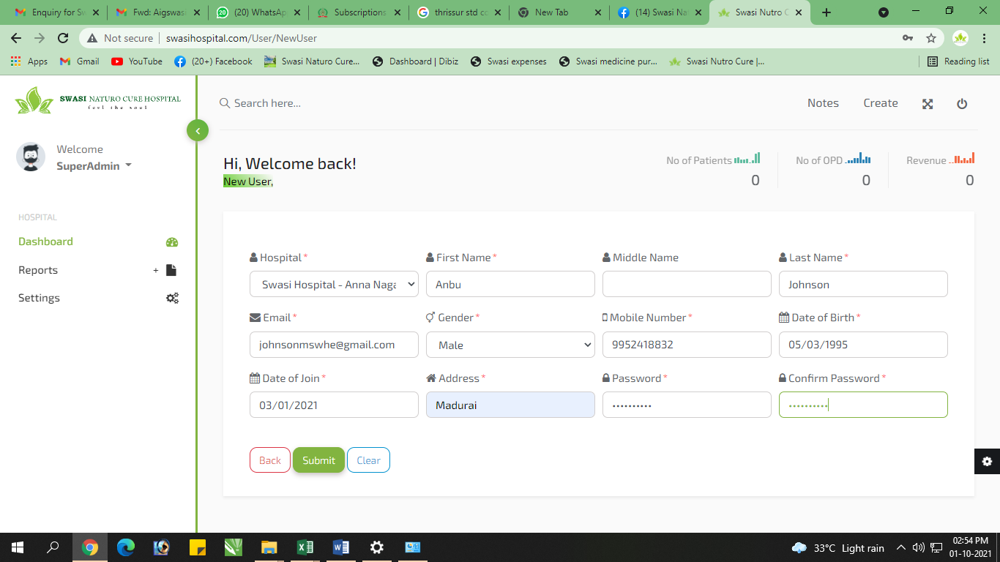 Enquiry for Sw
Fwd: Aigswasi
(20) WhatsApp
Subscriptions
thrissur std co
New Tab
(14) Swasi Nat
Swasi Nutro C
Not secure
swasihospital.com/User/NewUser
Apps
Gmail
YouTube
(20+) Facebook
Swasi Naturo Cure...
Dashboard | Dibiz
Swasi expenses
Swasi medicine pur...
Swasi Nutro Cure |...
Reading list
SWASI NATURO CURE HOSPITAL
feel the soul
Search here...
Notes
Create
Welcome
SuperAdmin
Hi, Welcome back!
New User,
No of Patients
0
No of OPD
0
Revenue
0
HOSPITAL
Dashboard
Reports
+
Settings
Hospital *
First Name *
Middle Name
Last Name *
Swasi Hospital - Anna Naga
Anbu
Johnson
Email *
Gender *
Mobile Number *
Date of Birth *
johnsonmswhe@gmail.com
Male
9952418832
05/03/1995
Date of Join *
Address *
Password *
Confirm Password *
03/01/2021
Madurai
••••••••••
••••••••••
Back
Submit
Clear
33°C Light rain
02:54 PM
01-10-2021